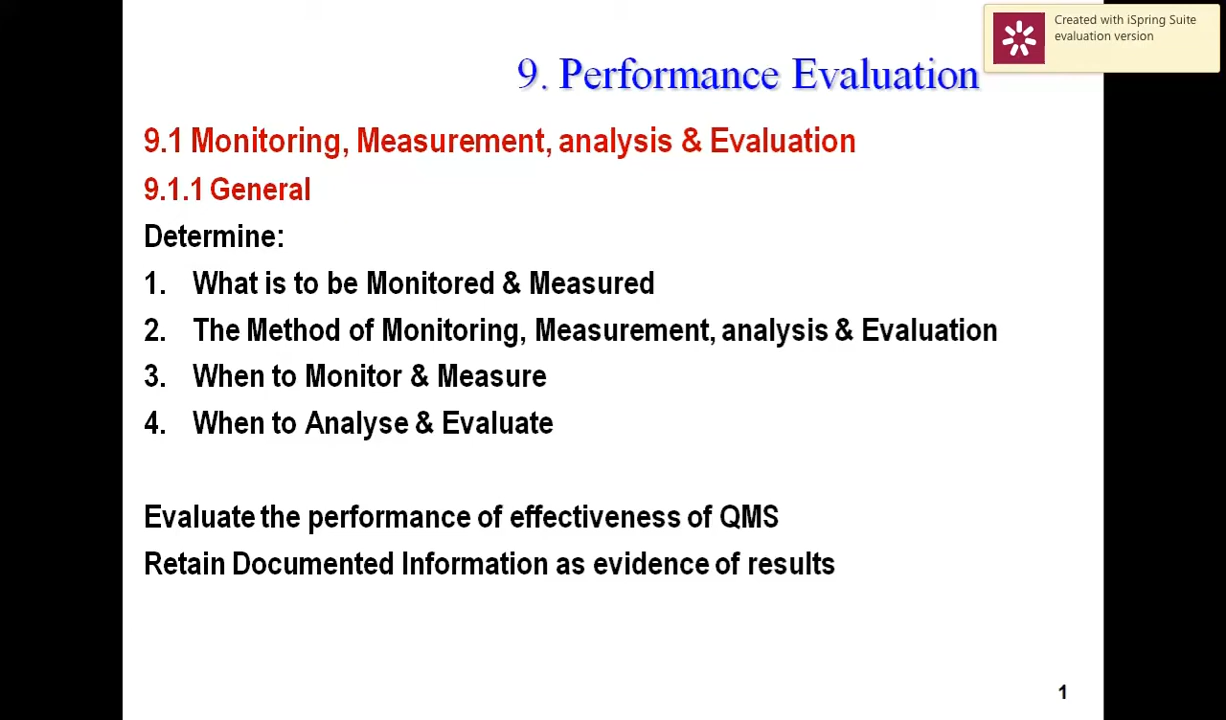 Created with iSpring Suite
evaluation version
9. Performance Evaluation
9.1 Monitoring, Measurement, analysis & Evaluation
9.1.1 General
Determine:
1. What is to be Monitored & Measured
2. The Method of Monitoring, Measurement, analysis & Evaluation
3. When to Monitor & Measure
4. When to Analyse & Evaluate
Evaluate the performance of effectiveness of QMS
Retain Documented Information as evidence of results
1